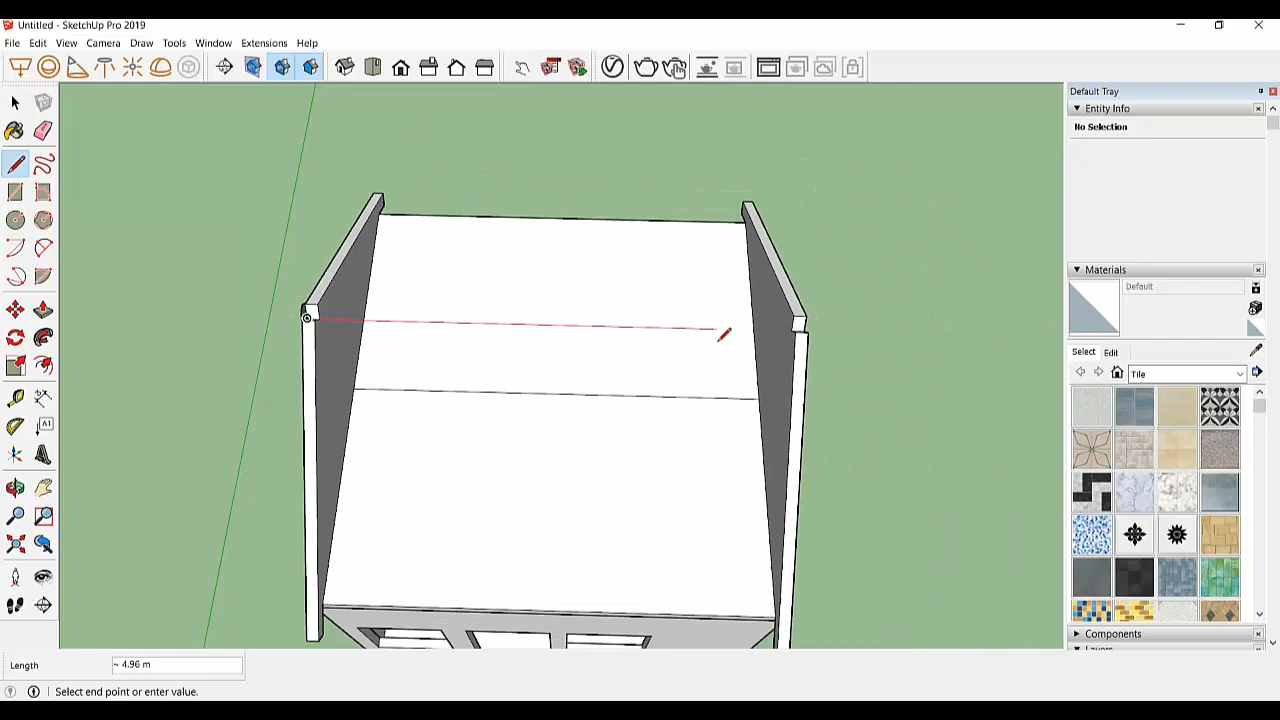 Untitled - SketchUp Pro 2019
File Edit View Camera Draw Tools Window Extensions Help
Default Tray
Entity Info
No Selection
Materials
Default
Select Edit
Tile
A1
Components
Length ~ 4.96 m
Select end point or enter value.